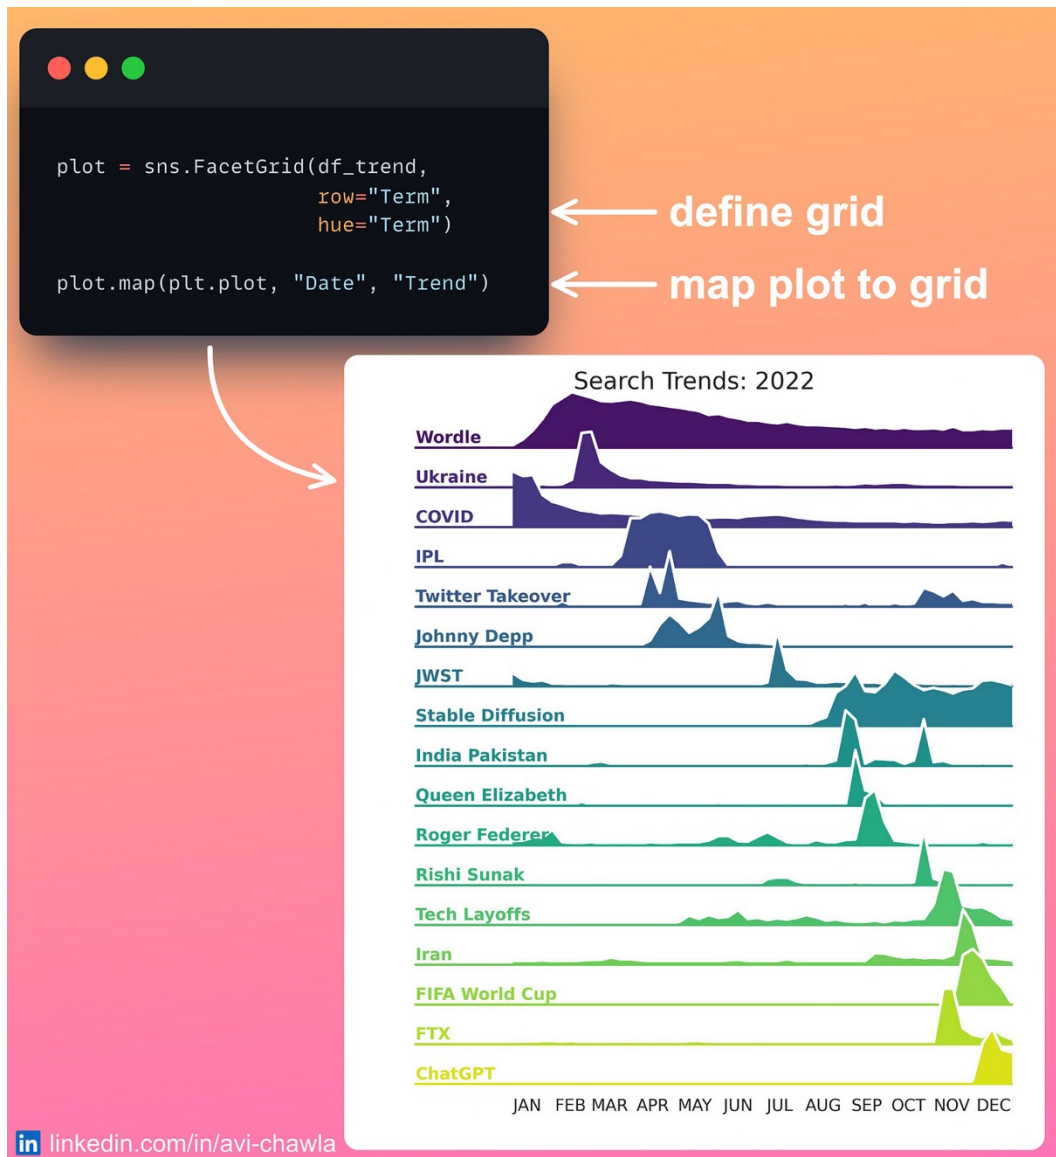 plot = sns.FacetGrid(df_trend,
row="Term",
hue="Term")
define grid
plot.map(plt.plot, "Date", "Trend")
map plot to grid
Search Trends: 2022
Wordle
Ukraine
COVID
IPL
Twitter Takeover
Johnny Depp
JWST
Stable Diffusion
India Pakistan
Queen Elizabeth
Roger Federer
Rishi Sunak
Tech Layoffs
Iran
FIFA World Cup
FTX
ChatGPT
JAN FEB MAR APR MAY JUN JUL AUG SEP OCT NOV DEC
in linkedin.com/in/avi-chawla